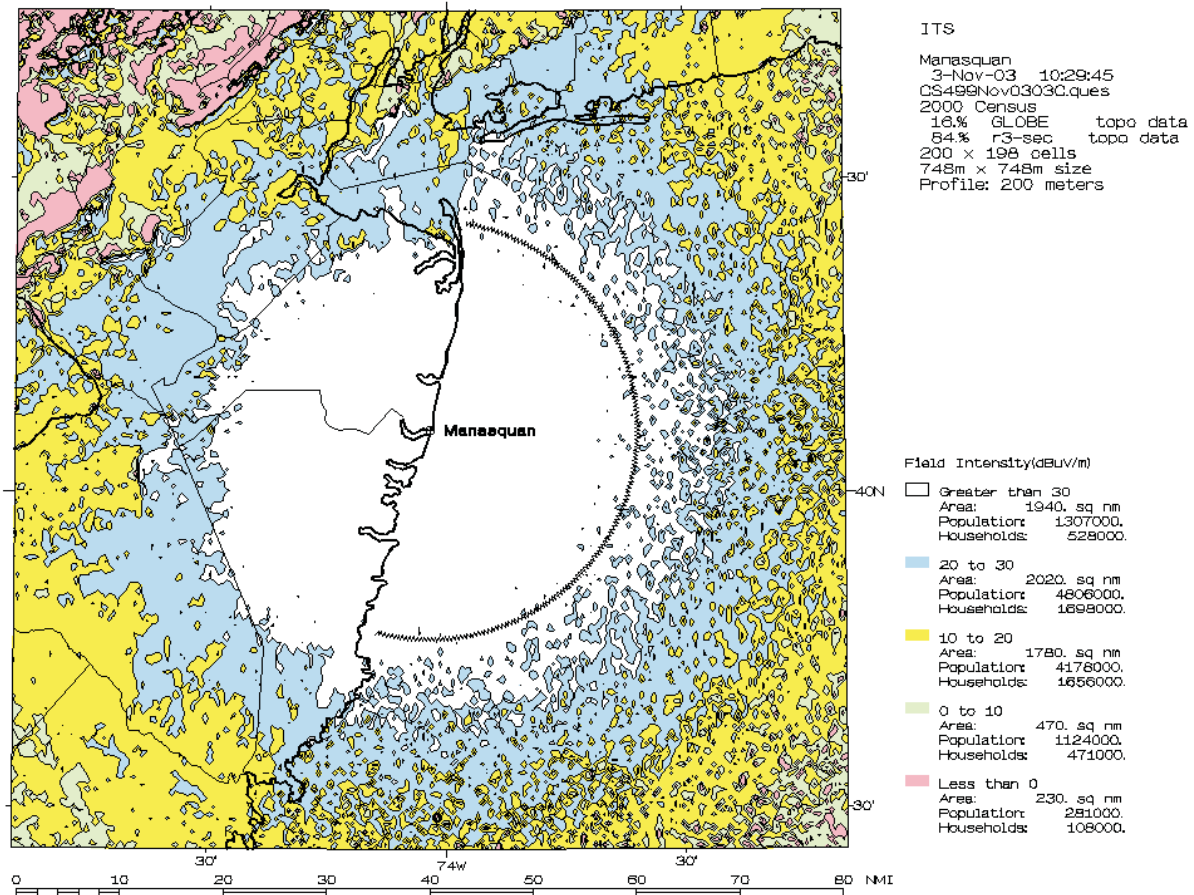 ITS
Manasquan
3-Nov-03 10:29:45
CS499Nov0303C.ques
2000 Census
16.% GLOBE topo data
84.% r3-sec topo data
200 x 198 cells
748m x 748m size
Profile: 200 meters
30'
Manasquan
40N
30'
30'
74W
30'
0 10 20 30 40 50 60 70 80 NMI
Field Intensity(dBuV/m)
Greater than 30
Area: 1940. sq nm
Population: 1307000.
Households: 528000.
20 to 30
Area: 2020. sq nm
Population: 4806000.
Households: 1698000.
10 to 20
Area: 1780. sq nm
Population: 4178000.
Households: 1656000.
0 to 10
Area: 470. sq nm
Population: 1124000.
Households: 471000.
Less than 0
Area: 230. sq nm
Population: 281000.
Households: 108000.